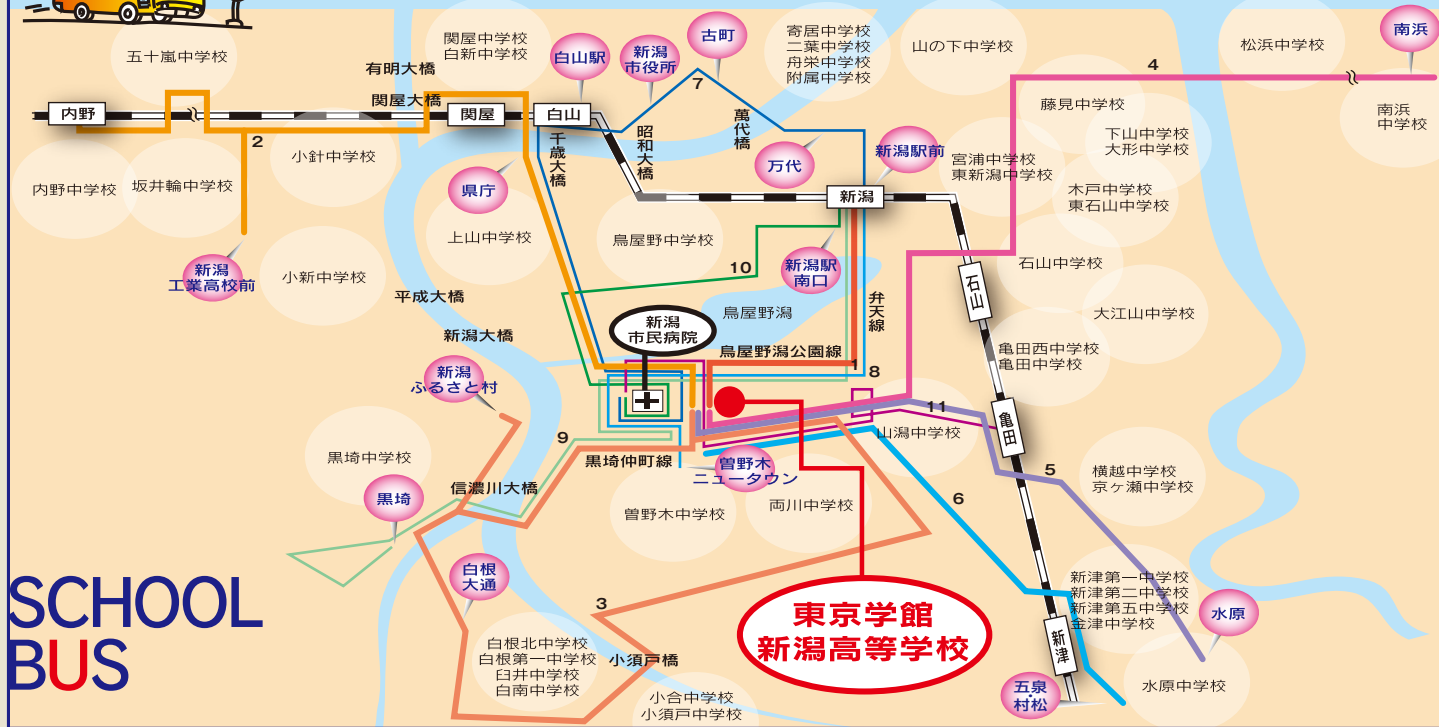 五十嵐中学校
関屋中学校
白新中学校
白山駅
新潟
市役所
古町
寄居中学校
二葉中学校
舟栄中学校
附属中学校
山の下中学校
松浜中学校
南浜
有明大橋
関屋大橋
7
4
内野
関屋
白山
2
千歳大橋
昭和大橋
萬代橋
藤見中学校
南浜
中学校
下山中学校
大形中学校
小針中学校
万代
新潟駅前
宮浦中学校
東新潟中学校
内野中学校
坂井輪中学校
県庁
新潟
木戸中学校
東石山中学校
上山中学校
鳥屋野中学校
新潟
工業高校前
小新中学校
10
新潟駅
南口
石山中学校
石山
平成大橋
弁天線
鳥屋野潟
大江山中学校
新潟大橋
新潟
市民病院
鳥屋野潟公園線
1
8
亀田西中学校
亀田中学校
新潟
ふるさと村
11
亀田
山潟中学校
9
黒埼中学校
黒埼仲町線
曽野木
ニュータウン
5
横越中学校
京ヶ瀬中学校
黒埼
信濃川大橋
6
曽野木中学校
両川中学校
白根
大通
3
新津第一中学校
新津第二中学校
新津第五中学校
金津中学校
水原
SCHOOL
BUS
東京学館
新潟高等学校
新津
白根北中学校
白根第一中学校
臼井中学校
白南中学校
小須戸橋
小合中学校
小須戸中学校
五泉
・
村松
水原中学校